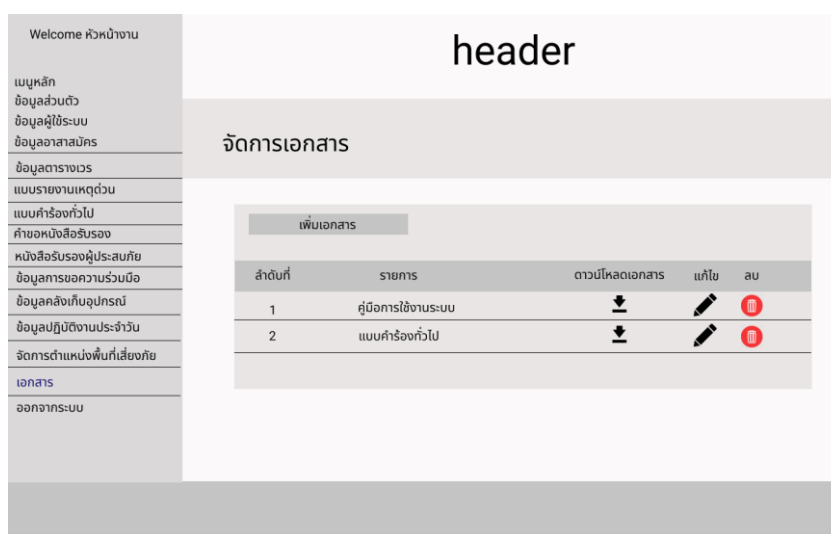 Welcome หัวหน้างาน
เมนูหลัก
ข้อมูลส่วนตัว
ข้อมูลผู้ใช้ระบบ
ข้อมูลอาสาสมัคร
ข้อมูลตารางเวร
แบบรายงานเหตุด่วน
แบบคำร้องทั่วไป
คำขอหนังสือรับรอง
หนังสือรับรองผู้ประสบภัย
ข้อมูลการขอความร่วมมือ
ข้อมูลคลังเก็บอุปกรณ์
ข้อมูลปฏิบัติงานประจำวัน
จัดการตำแหน่งพื้นที่เสี่ยงภัย
เอกสาร
ออกจากระบบ
header
จัดการเอกสาร
เพิ่มเอกสาร
ลำดับที่ รายการ ดาวน์โหลดเอกสาร แก้ไข ลบ
1 คู่มือการใช้งานระบบ
2 แบบคำร้องทั่วไป